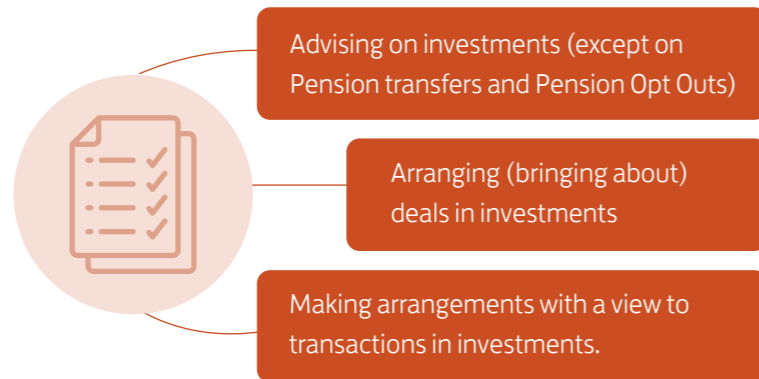 Advising on investments (except on
Pension transfers and Pension Opt Outs)
Arranging (bringing about)
deals in investments
Making arrangements with a view to
transactions in investments.